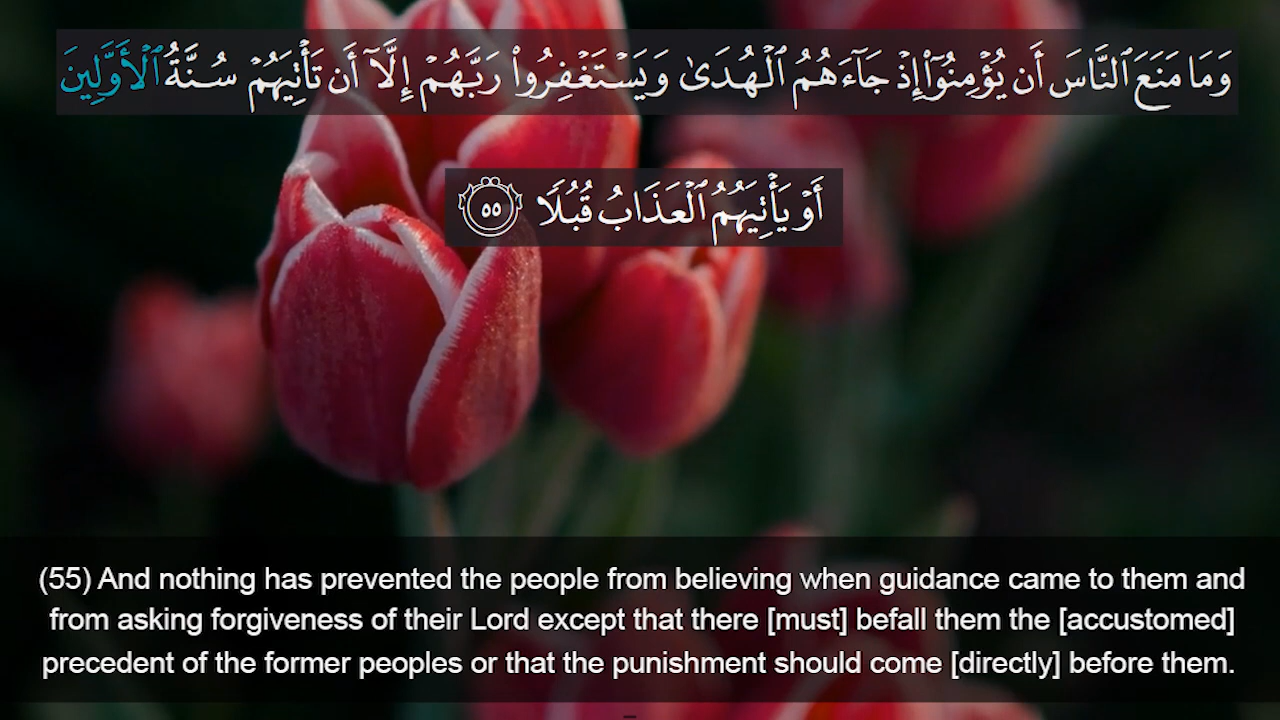 وَمَا مَنَعَ ٱلنَّاسَ أَن يُؤْمِنُوٓا۟ إِذْ جَآءَهُمُ ٱلْهُدَىٰ وَيَسْتَغْفِرُوا۟ رَبَّهُمْ إِلَّآ أَن تَأْتِيَهُمْ سُنَّةُ ٱلْأَوَّلِينَ
أَوْ يَأْتِيَهُمُ ٱلْعَذَابُ قُبُلًا ۝٥٥
(55) And nothing has prevented the people from believing when guidance came to them and
from asking forgiveness of their Lord except that there [must] befall them the [accustomed]
precedent of the former peoples or that the punishment should come [directly] before them.